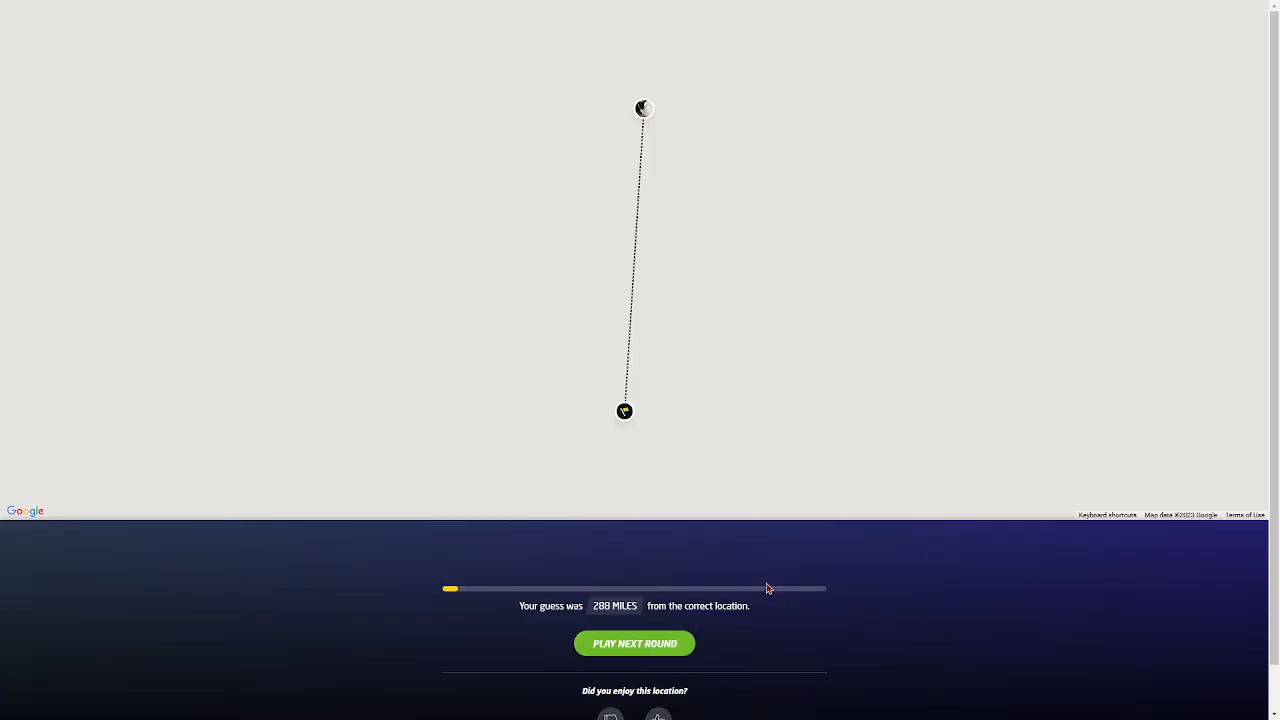 Google
Keyboard shortcuts Map data ©2023 Google Terms of Use
Your guess was 288 MILES from the correct location.
PLAY NEXT ROUND
Did you enjoy this location?